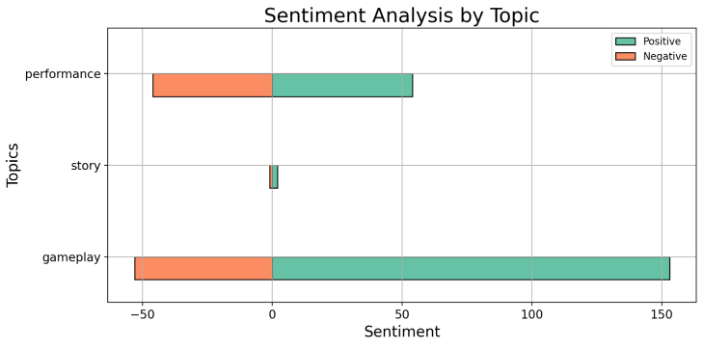 Sentiment Analysis by Topic
Positive
Negative
performance
story
gameplay
Topics
−50 0 50 100 150
Sentiment